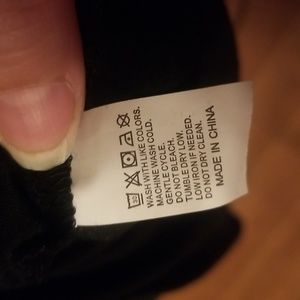 WASH WITH LIKE COLORS.
MACHINE WASH COLD.
GENTLE CYCLE.
DO NOT BLEACH.
TUMBLE DRY LOW.
LOW IRON IF NEEDED.
DO NOT DRY CLEAN.
MADE IN CHINA